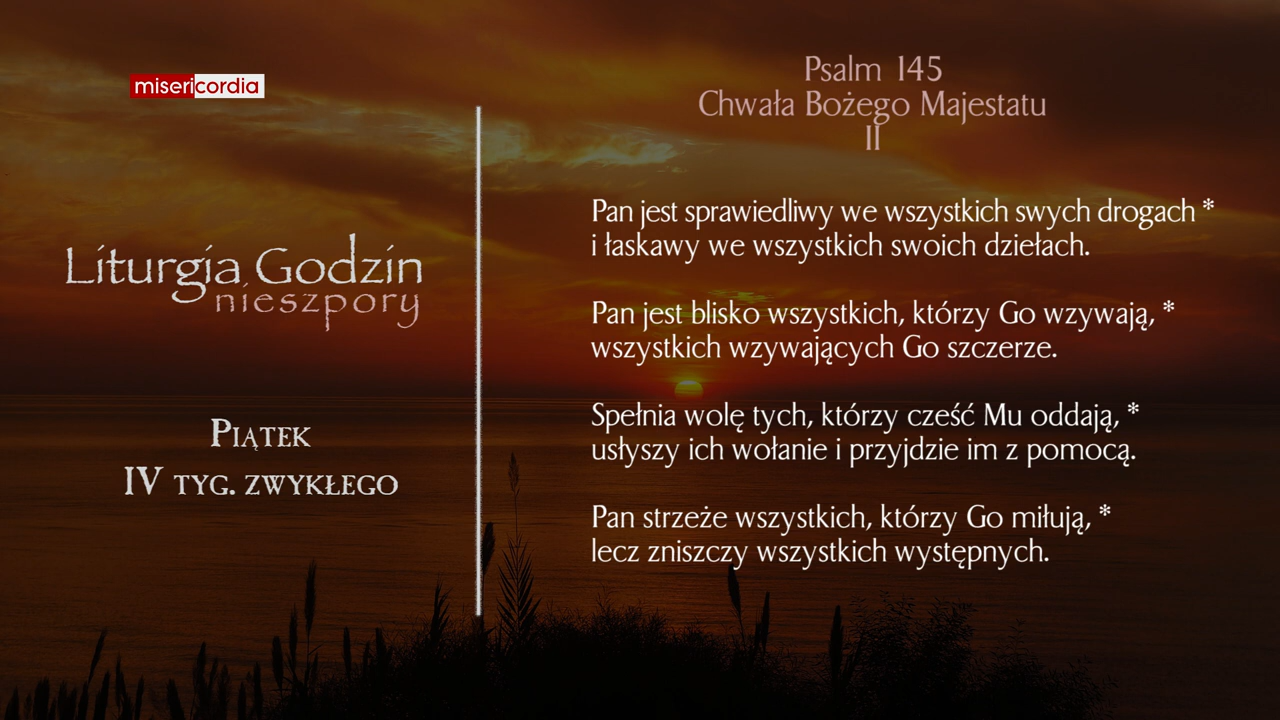 misericordia
Liturgia Godzin
nieszpory
Piątek
IV tyg. zwykłego
Psalm 145
Chwała Bożego Majestatu
II
Pan jest sprawiedliwy we wszystkich swych drogach *
i łaskawy we wszystkich swoich dziełach.
Pan jest blisko wszystkich, którzy Go wzywają, *
wszystkich wzywających Go szczerze.
Spełnia wolę tych, którzy cześć Mu oddają, *
usłyszy ich wołanie i przyjdzie im z pomocą.
Pan strzeże wszystkich, którzy Go miłują, *
lecz zniszczy wszystkich występnych.